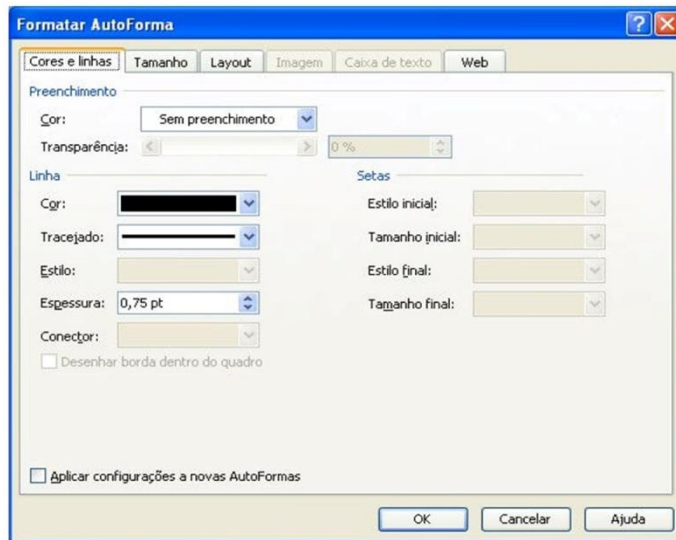 Formatar AutoForma
Cores e linhas Tamanho Layout Imagem Caixa de texto Web
Preenchimento
Cor: Sem preenchimento
Transparência: 0 %
Linha Setas
Cor: Estilo inicial:
Tracejado: Tamanho inicial:
Estilo: Estilo final:
Espessura: 0,75 pt Tamanho final:
Conector:
Desenhar borda dentro do quadro
Aplicar configurações a novas AutoFormas
OK Cancelar Ajuda